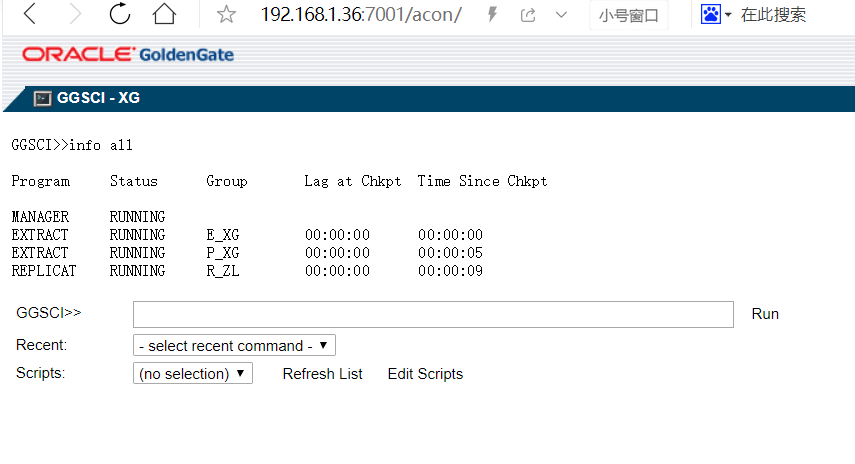 192.168.1.36:7001/acon/ 小号窗口 在此搜索
ORACLE GoldenGate
GGSCI - XG
GGSCI>>info all
Program Status Group Lag at Chkpt Time Since Chkpt
MANAGER RUNNING
EXTRACT RUNNING E_XG 00:00:00 00:00:00
EXTRACT RUNNING P_XG 00:00:00 00:00:05
REPLICAT RUNNING R_ZL 00:00:00 00:00:09
GGSCI>> Run
Recent: - select recent command -
Scripts: (no selection) Refresh List Edit Scripts